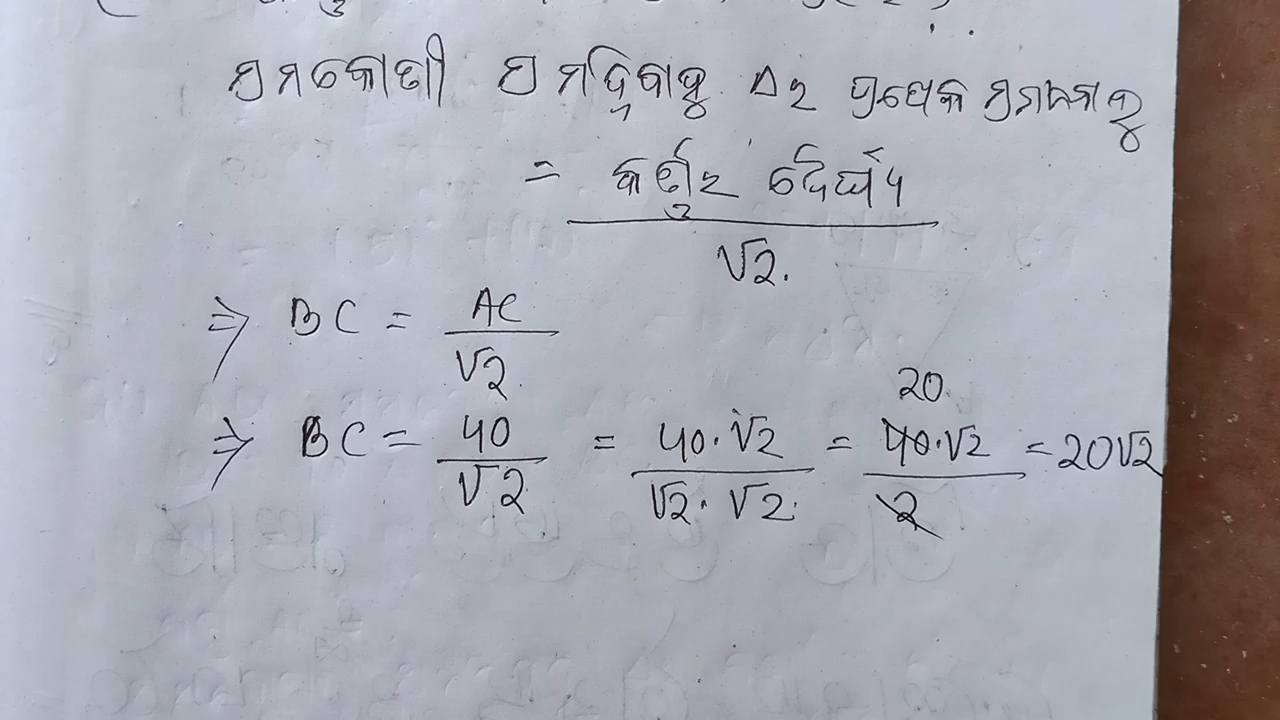 ସମକୋଣୀ ସମଦ୍ୱିବାହୁ Δର ପ୍ରତ୍ୟେକ ସମାନବାହୁ
= କର୍ଣ୍ଣର ଦୈର୍ଘ୍ୟ / √2.
⇒ BC = AC / √2
⇒ BC = 40 / √2 = 40·√2 / √2·√2 = 20 40·√2 / 2 = 20√2